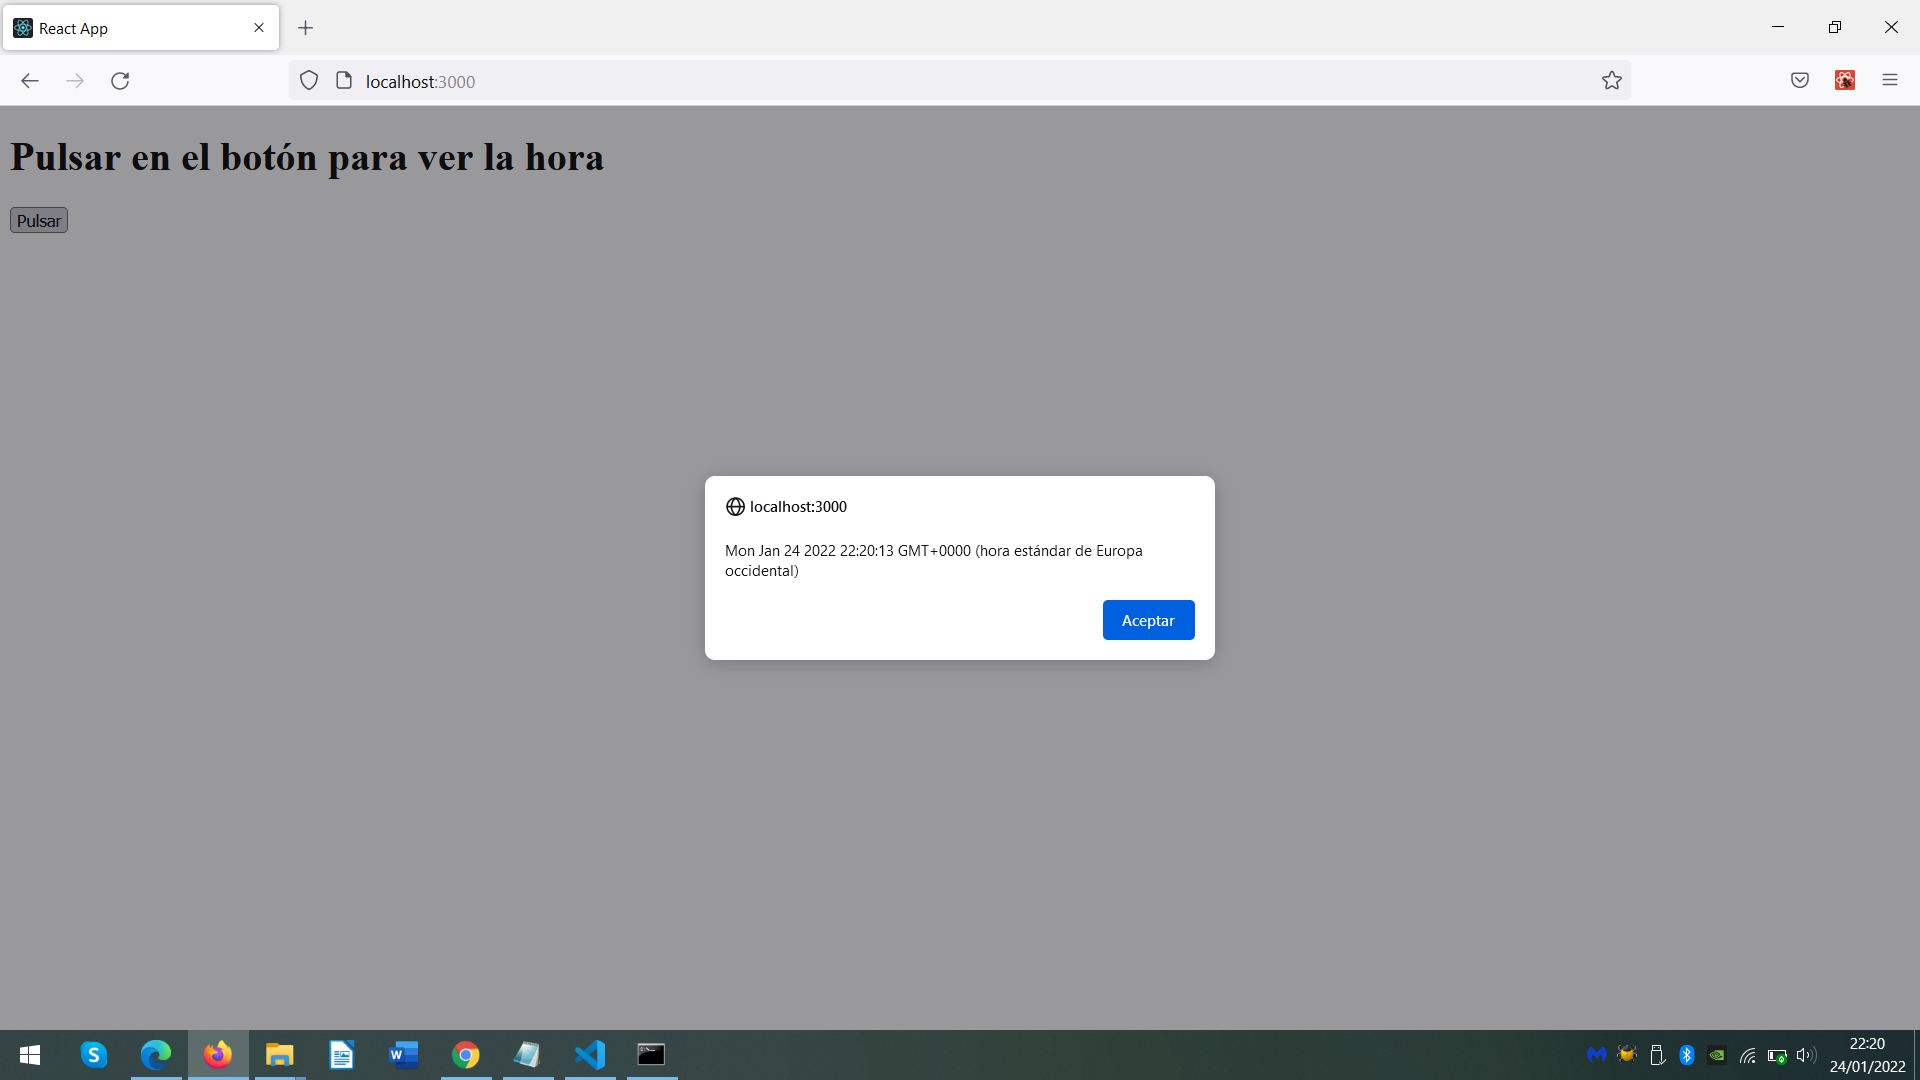 React App
localhost:3000
Pulsar en el botón para ver la hora
Pulsar
localhost:3000
Mon Jan 24 2022 22:20:13 GMT+0000 (hora estándar de Europa
occidental)
Aceptar
22:20
24/01/2022